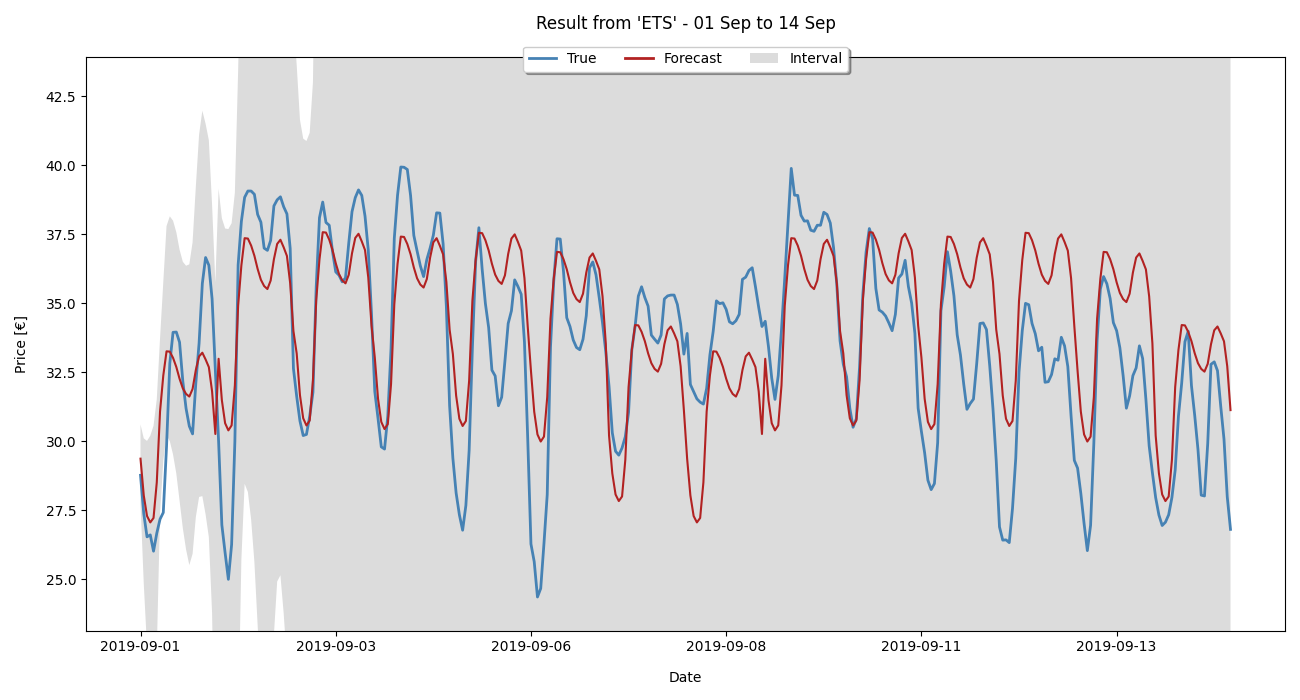 Result from 'ETS' - 01 Sep to 14 Sep
True Forecast Interval
42.5
40.0
37.5
35.0
32.5
30.0
27.5
25.0
Price [€]
2019-09-01 2019-09-03 2019-09-06 2019-09-08 2019-09-11 2019-09-13
Date